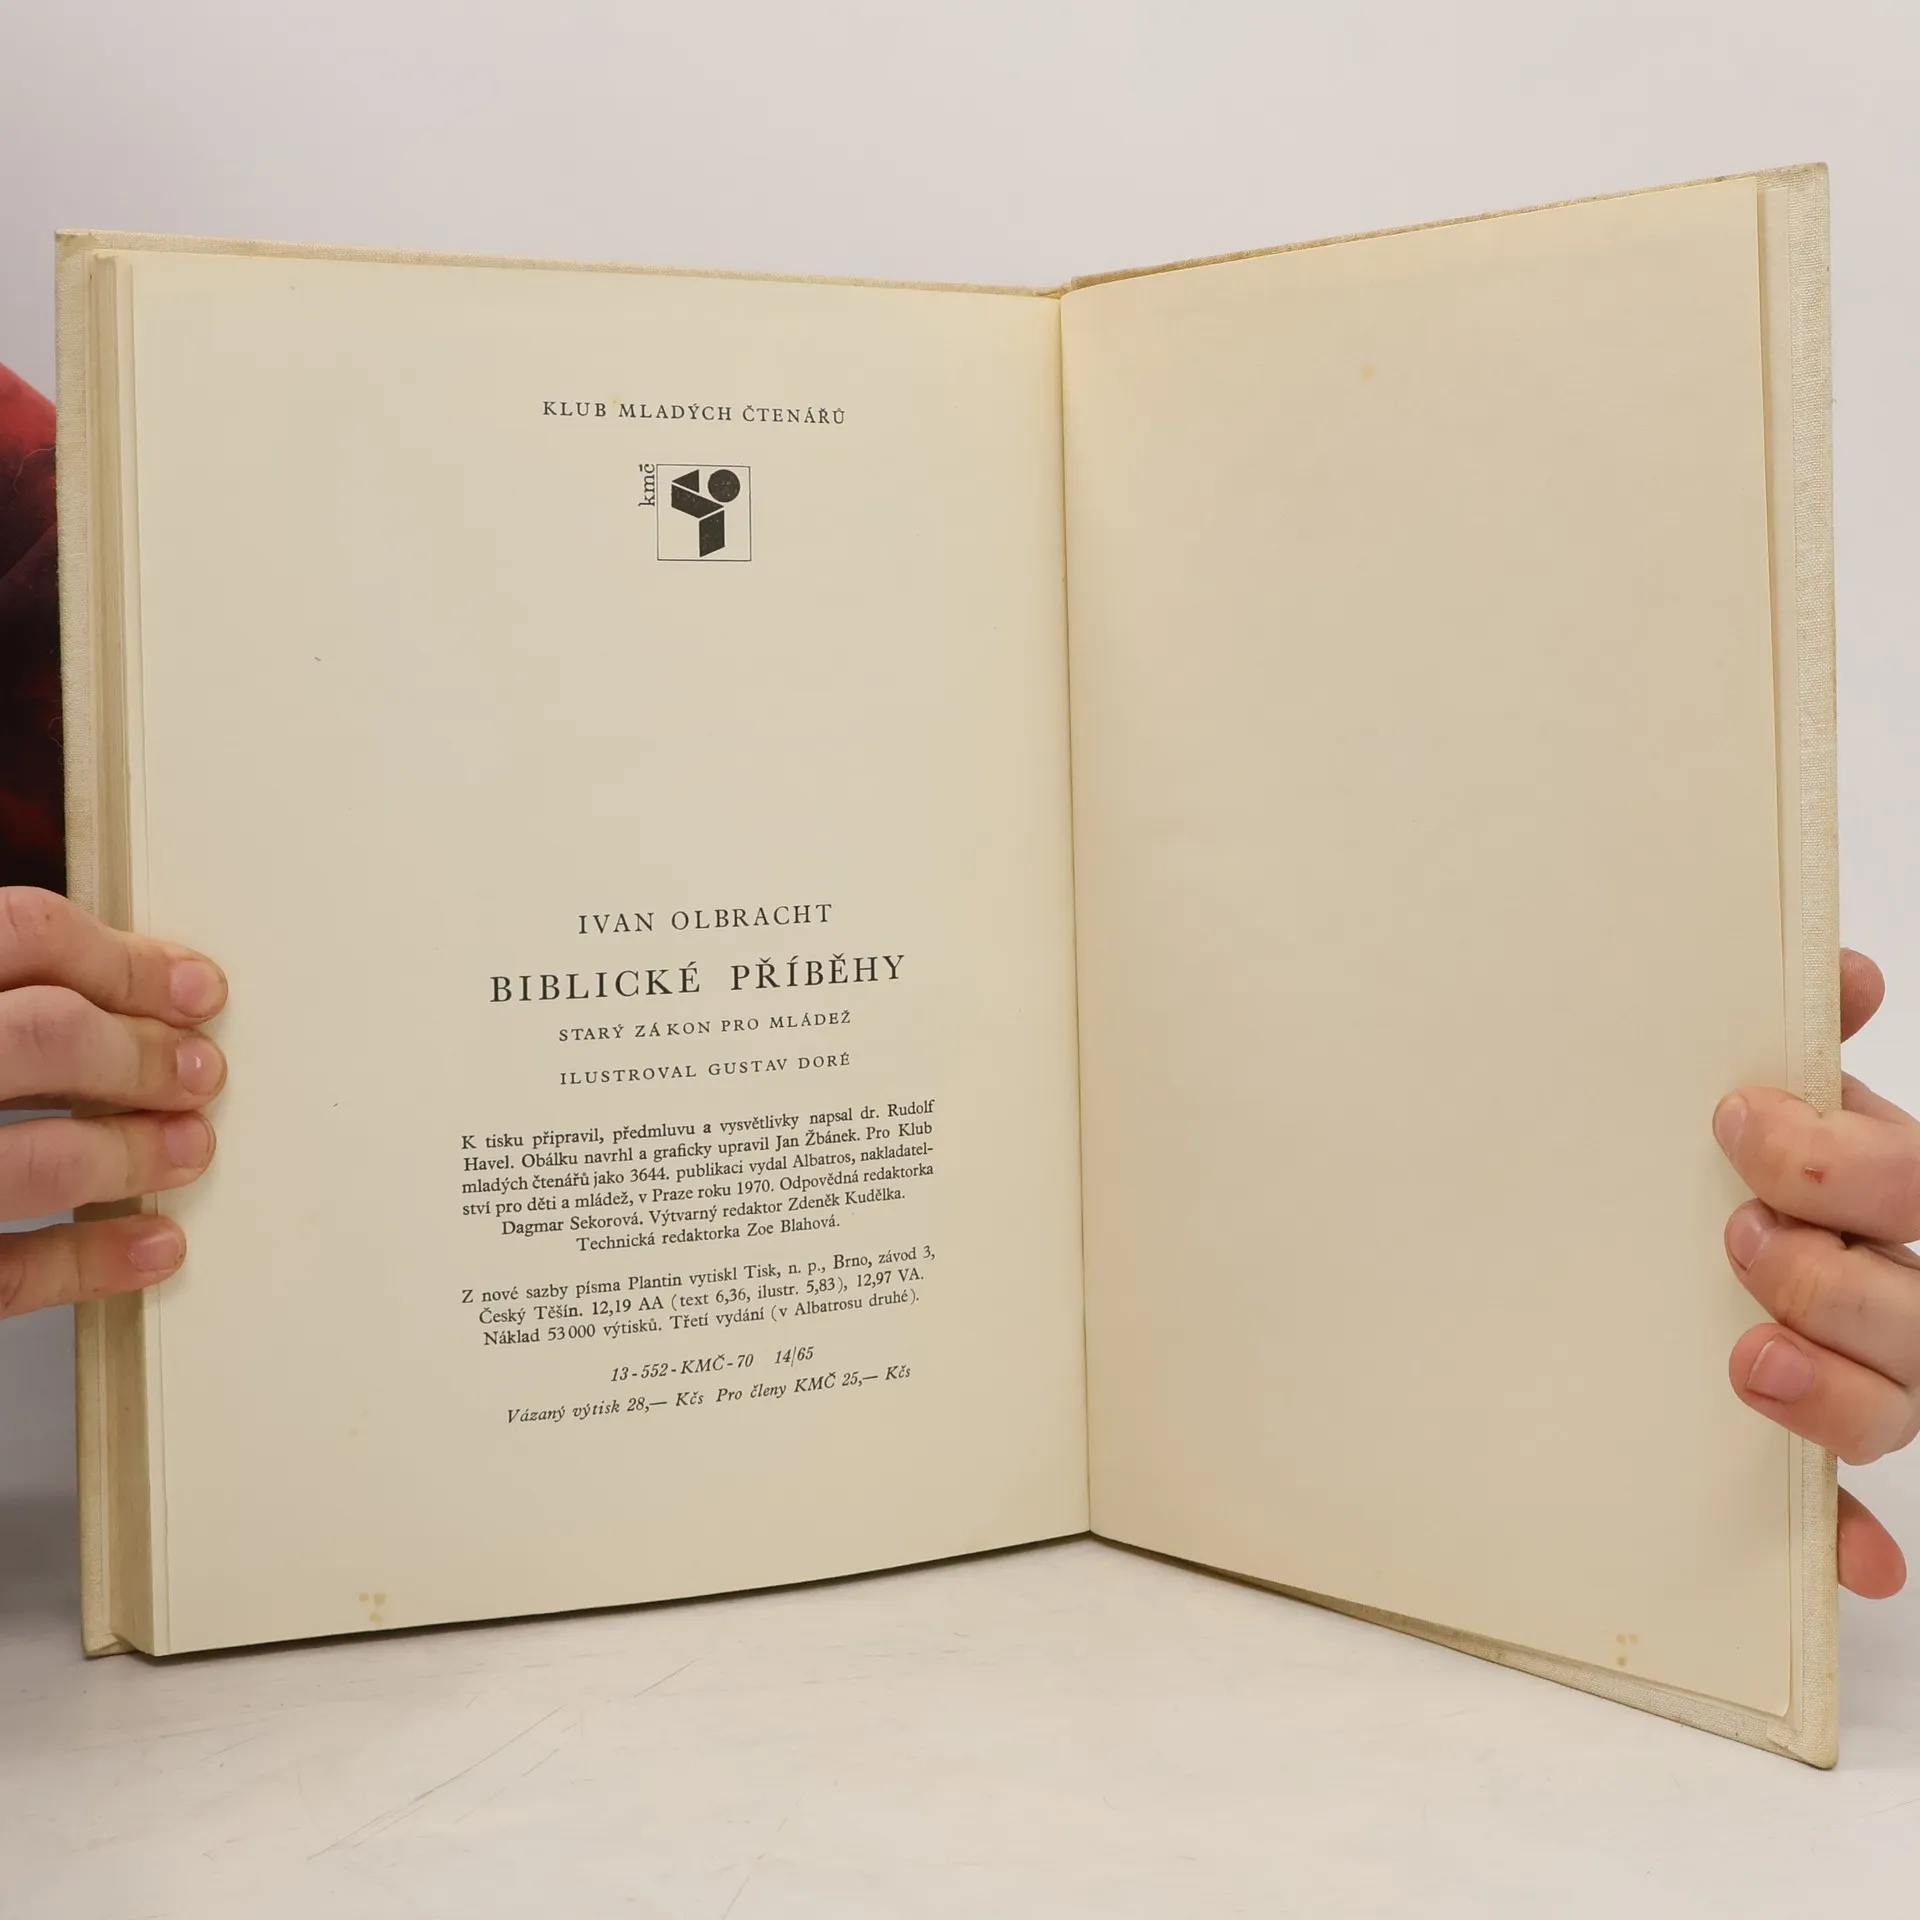 KLUB MLADÝCH ČTENÁŘŮ
kmč
IVAN OLBRACHT
BIBLICKÉ PŘÍBĚHY
STARÝ ZÁKON PRO MLÁDEŽ
ILUSTROVAL GUSTAV DORÉ
K tisku připravil, předmluvu a vysvětlivky napsal dr. Rudolf
Havel. Obálku navrhl a graficky upravil Jan Žbánek. Pro Klub
mladých čtenářů jako 3644. publikaci vydal Albatros, nakladatel-
ství pro děti a mládež, v Praze roku 1970. Odpovědná redaktorka
Dagmar Sekorová. Výtvarný redaktor Zdeněk Kudělka.
Technická redaktorka Zoe Blahová.
Z nové sazby písma Plantin vytiskl Tisk, n. p., Brno, závod 3,
Český Těšín. 12,19 AA (text 6,36, ilustr. 5,83), 12,97 VA.
Náklad 53 000 výtisků. Třetí vydání (v Albatrosu druhé).
13-552-KMČ-70 14/65
Vázaný výtisk 28,— Kčs Pro členy KMČ 25,— Kčs